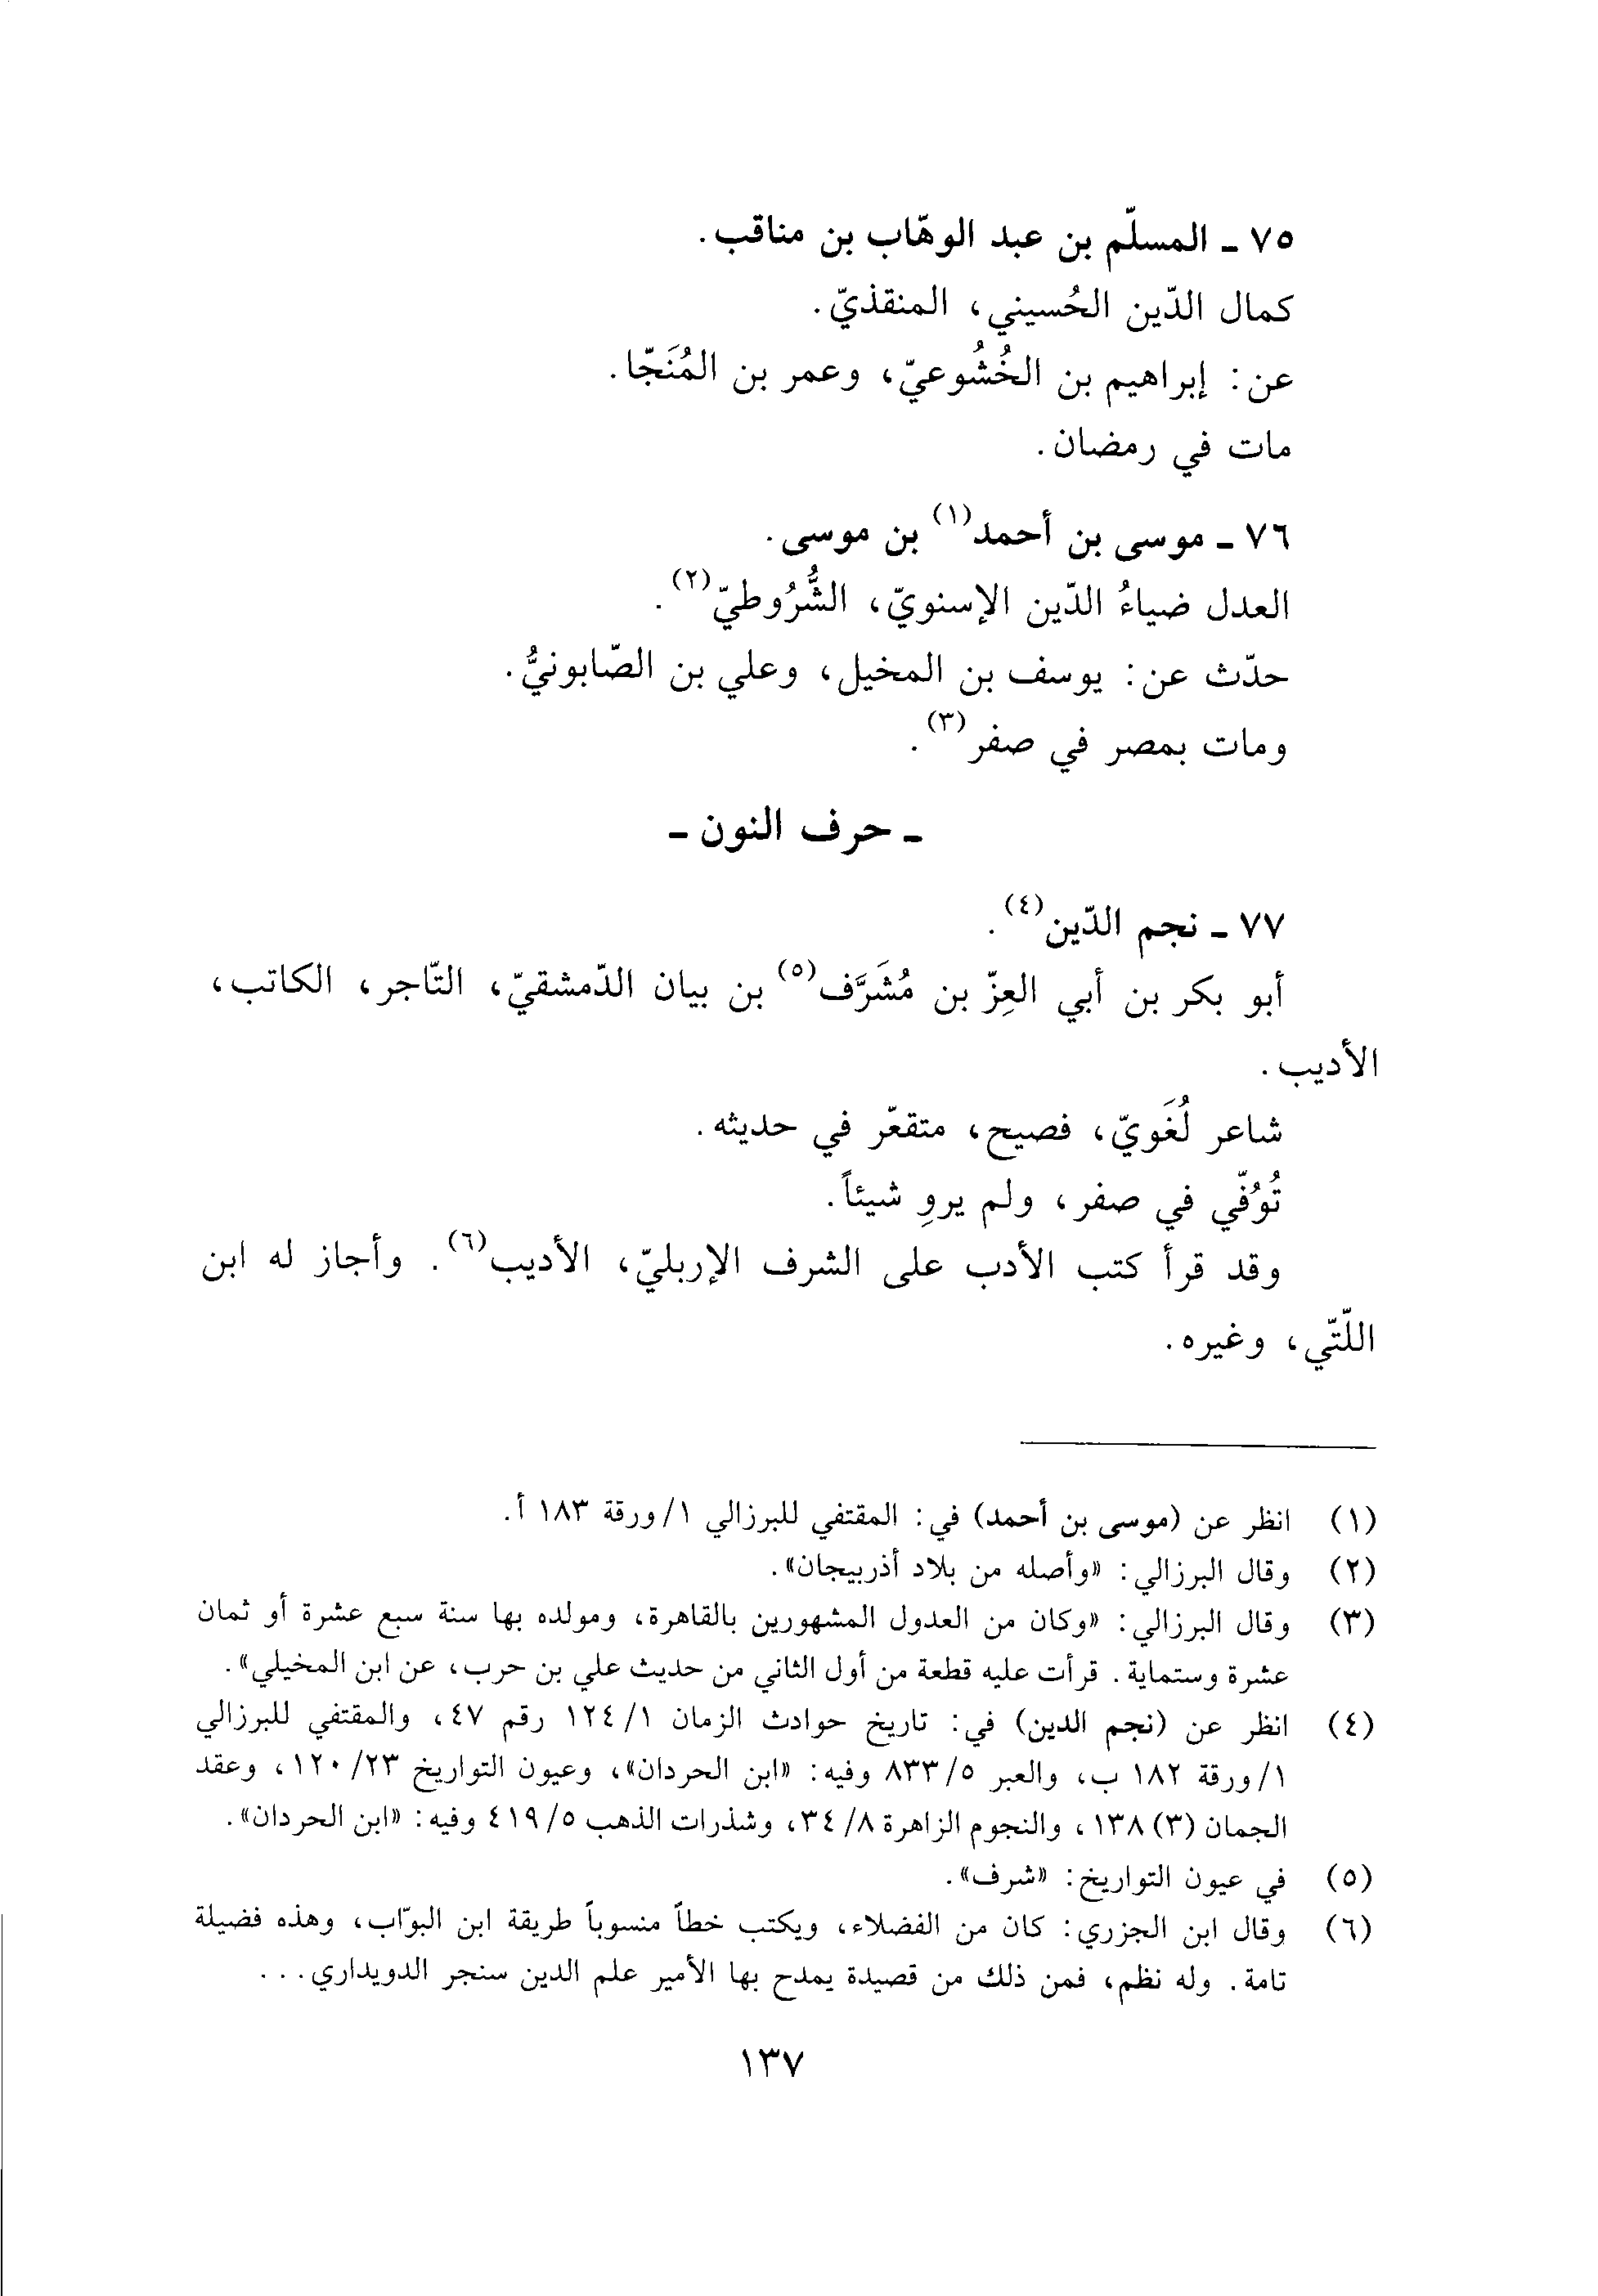 ٧٥ ـ المسلّم بن عبد الوهّاب بن مناقب.
كمال الدّين الحُسيني، المنقذيّ.
عن: إبراهيم بن الخُشُوعيّ، وعمر بن المُنَجّا.
مات في رمضان.
٧٦ ـ موسى بن أحمد(١) بن موسى.
العدل ضياءُ الدّين الإسنويّ، الشُّرُوطيّ(٢).
حدّث عن: يوسف بن المخيل، وعلي بن الصّابونيُّ.
ومات بمصر في صفر(٣).
ـ حرف النون ـ
٧٧ ـ نجم الدّين(٤).
أبو بكر بن أبي العِزّ بن مُشَرَّف(٥) بن بيان الدّمشقيّ، التّاجر، الكاتب،
الأديب.
شاعر لُغَويّ، فصيح، متقعّر في حديثه.
تُوُفّي في صفر، ولم يروِ شيئاً.
وقد قرأ كتب الأدب على الشرف الإربليّ، الأديب(٦). وأجاز له ابن
اللّتّي، وغيره.
(١) انظر عن (موسى بن أحمد) في: المقتفي للبرزالي ١/ورقة ١٨٣ أ.
(٢) وقال البرزالي: «وأصله من بلاد أذربيجان».
(٣) وقال البرزالي: «وكان من العدول المشهورين بالقاهرة، ومولده بها سنة سبع عشرة أو ثمان
عشرة وستماية. قرأت عليه قطعة من أول الثاني من حديث علي بن حرب، عن ابن المخيلي».
(٤) انظر عن (نجم الدين) في: تاريخ حوادث الزمان ١/١٢٤ رقم ٤٧، والمقتفي للبرزالي
١/ورقة ١٨٢ ب، والعبر ٥/٨٣٣ وفيه: «ابن الحردان»، وعيون التواريخ ٢٣/١٢٠، وعقد
الجمان (٣) ١٣٨، والنجوم الزاهرة ٨/٣٤، وشذرات الذهب ٥/٤١٩ وفيه: «ابن الحردان».
(٥) في عيون التواريخ: «شرف».
(٦) وقال ابن الجزري: كان من الفضلاء، ويكتب خطاً منسوباً طريقة ابن البوّاب، وهذه فضيلة
تامة. وله نظم، فمن ذلك من قصيدة يمدح بها الأمير علم الدين سنجر الدويداري...
١٣٧